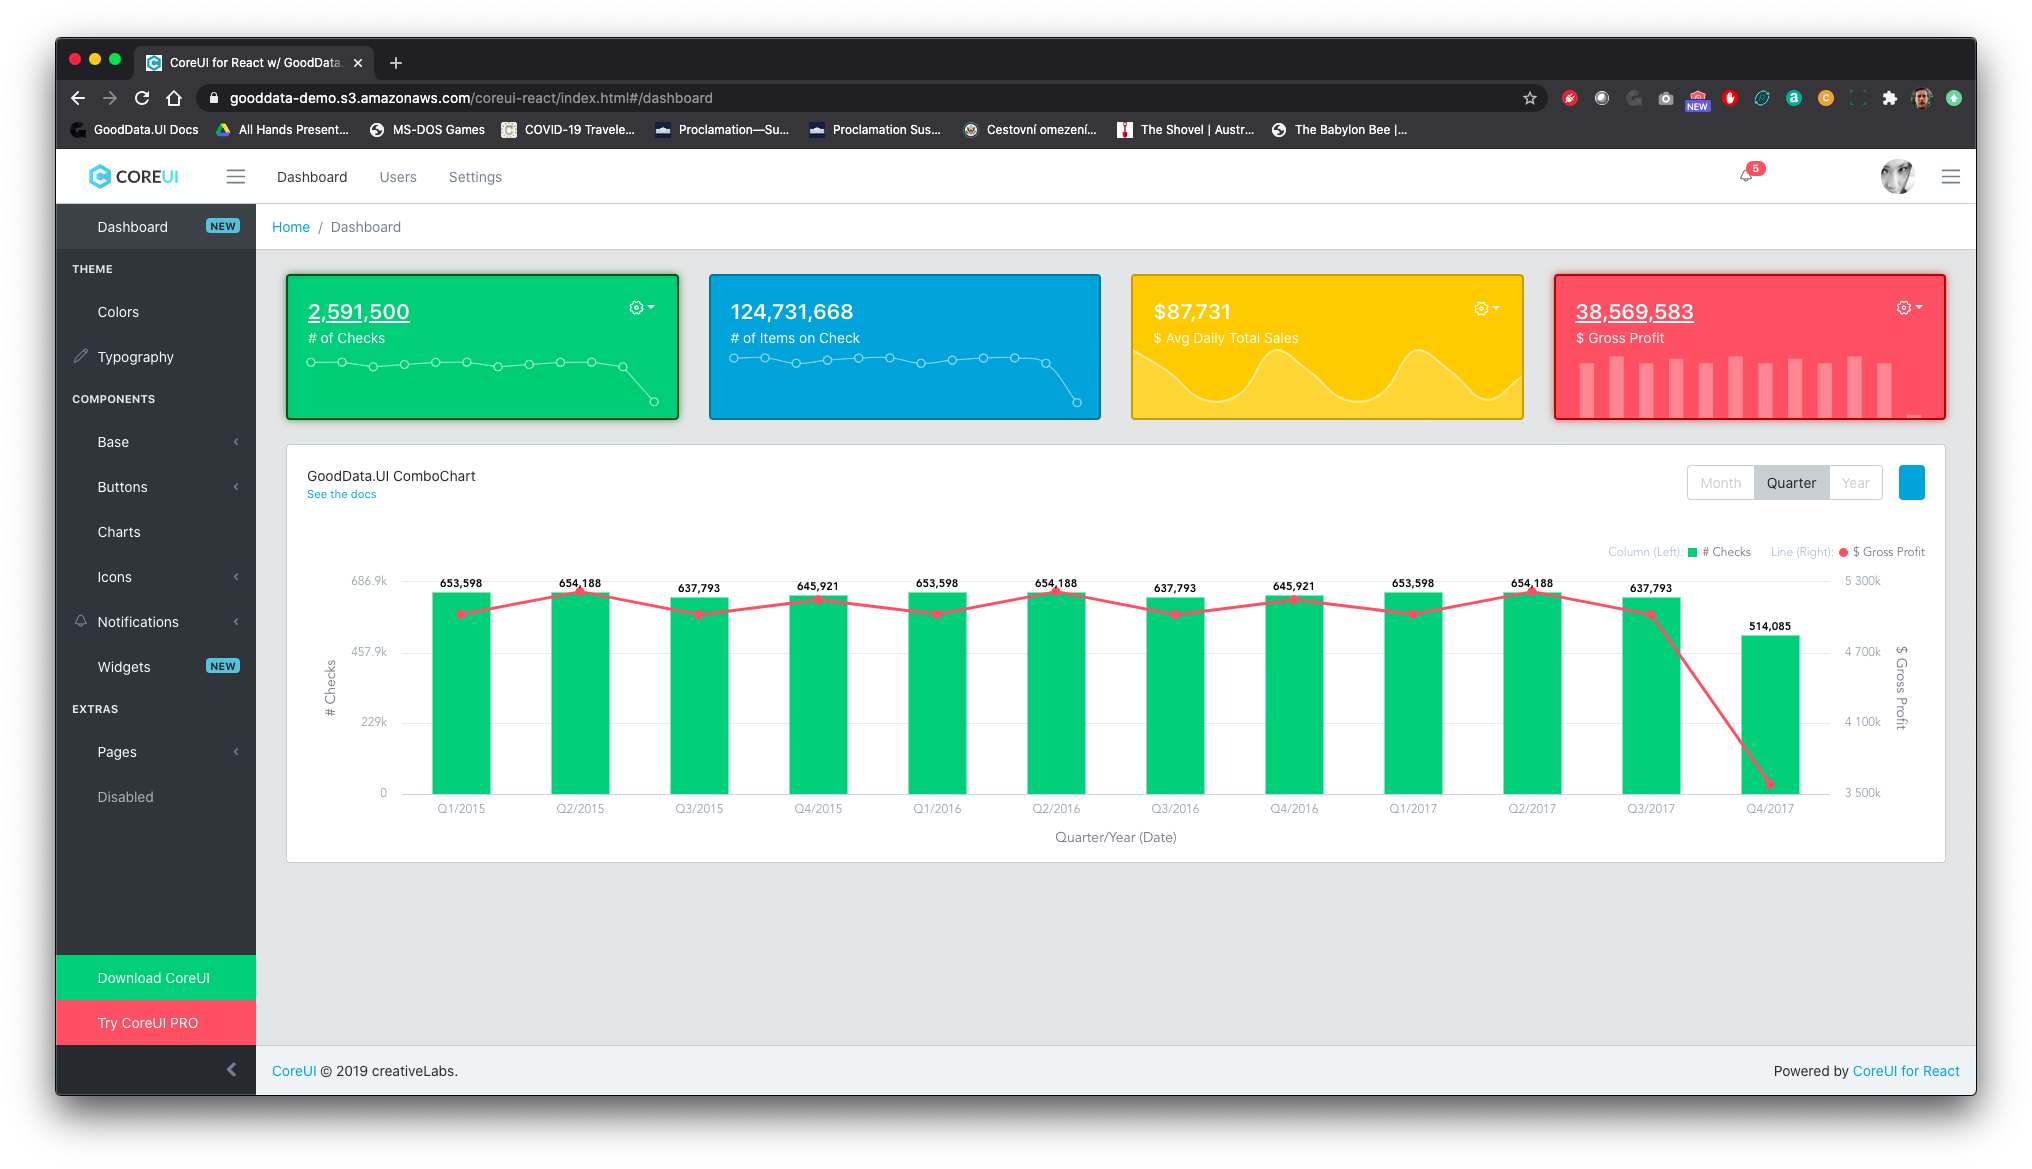 CoreUI for React w/ GoodData.
gooddata-demo.s3.amazonaws.com/coreui-react/index.html#/dashboard
NEW
GoodData.UI Docs
All Hands Present...
MS-DOS Games
COVID-19 Travele...
Proclamation—Su...
Proclamation Sus...
Cestovní omezení...
The Shovel | Austr...
The Babylon Bee |...
COREUI
Dashboard
Users
Settings
5
Dashboard NEW
THEME
Colors
Typography
COMPONENTS
Base
Buttons
Charts
Icons
Notifications
Widgets NEW
EXTRAS
Pages
Disabled
Download CoreUI
Try CoreUI PRO
Home / Dashboard
2,591,500
# of Checks
124,731,668
# of Items on Check
$87,731
$ Avg Daily Total Sales
38,569,583
$ Gross Profit
GoodData.UI ComboChart
See the docs
Month Quarter Year
Column (Left): # Checks Line (Right): $ Gross Profit
686.9k
457.9k
229k
0
# Checks
653,598
654,188
637,793
645,921
653,598
654,188
637,793
645,921
653,598
654,188
637,793
514,085
5 300k
4 700k
4 100k
3 500k
$ Gross Profit
Q1/2015
Q2/2015
Q3/2015
Q4/2015
Q1/2016
Q2/2016
Q3/2016
Q4/2016
Q1/2017
Q2/2017
Q3/2017
Q4/2017
Quarter/Year (Date)
CoreUI © 2019 creativeLabs.
Powered by CoreUI for React